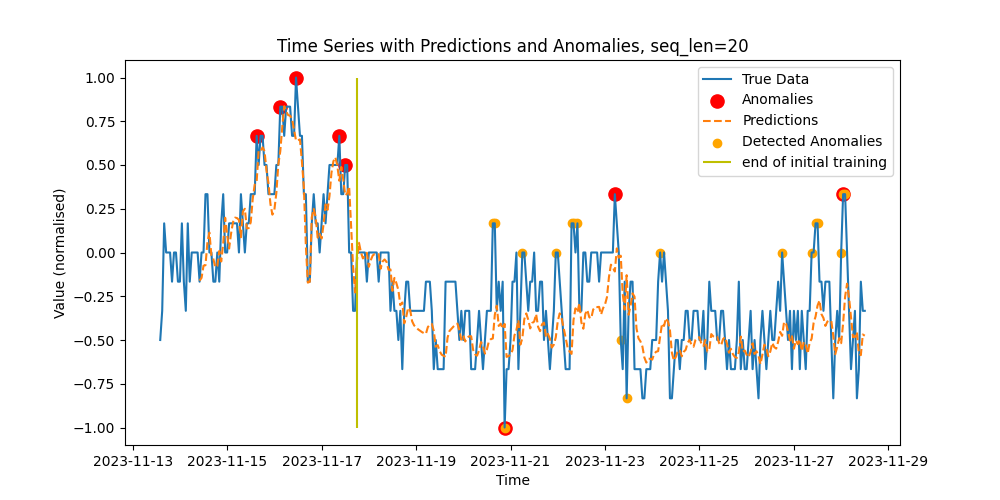 Time Series with Predictions and Anomalies, seq_len=20
True Data
Anomalies
Predictions
Detected Anomalies
end of initial training
Value (normalised)
1.00
0.75
0.50
0.25
0.00
−0.25
−0.50
−0.75
−1.00
2023-11-13 2023-11-15 2023-11-17 2023-11-19 2023-11-21 2023-11-23 2023-11-25 2023-11-27 2023-11-29
Time